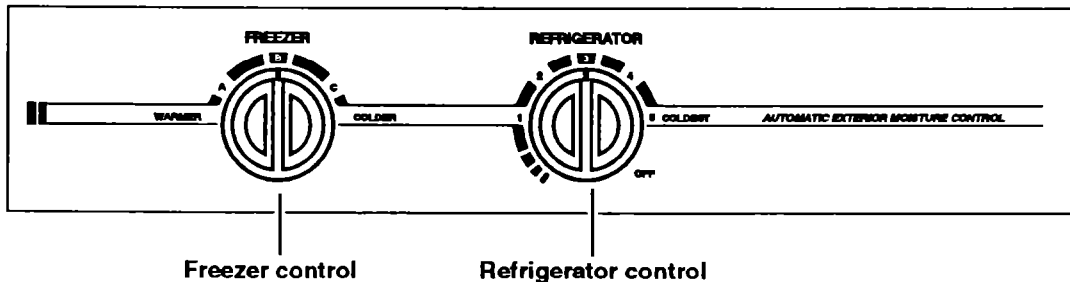 FREEZER
REFRIGERATOR
A B C
1 2 3 4 5
WARMER
COLDER
COLDEST
AUTOMATIC EXTERIOR MOISTURE CONTROL
OFF
Freezer control
Refrigerator control